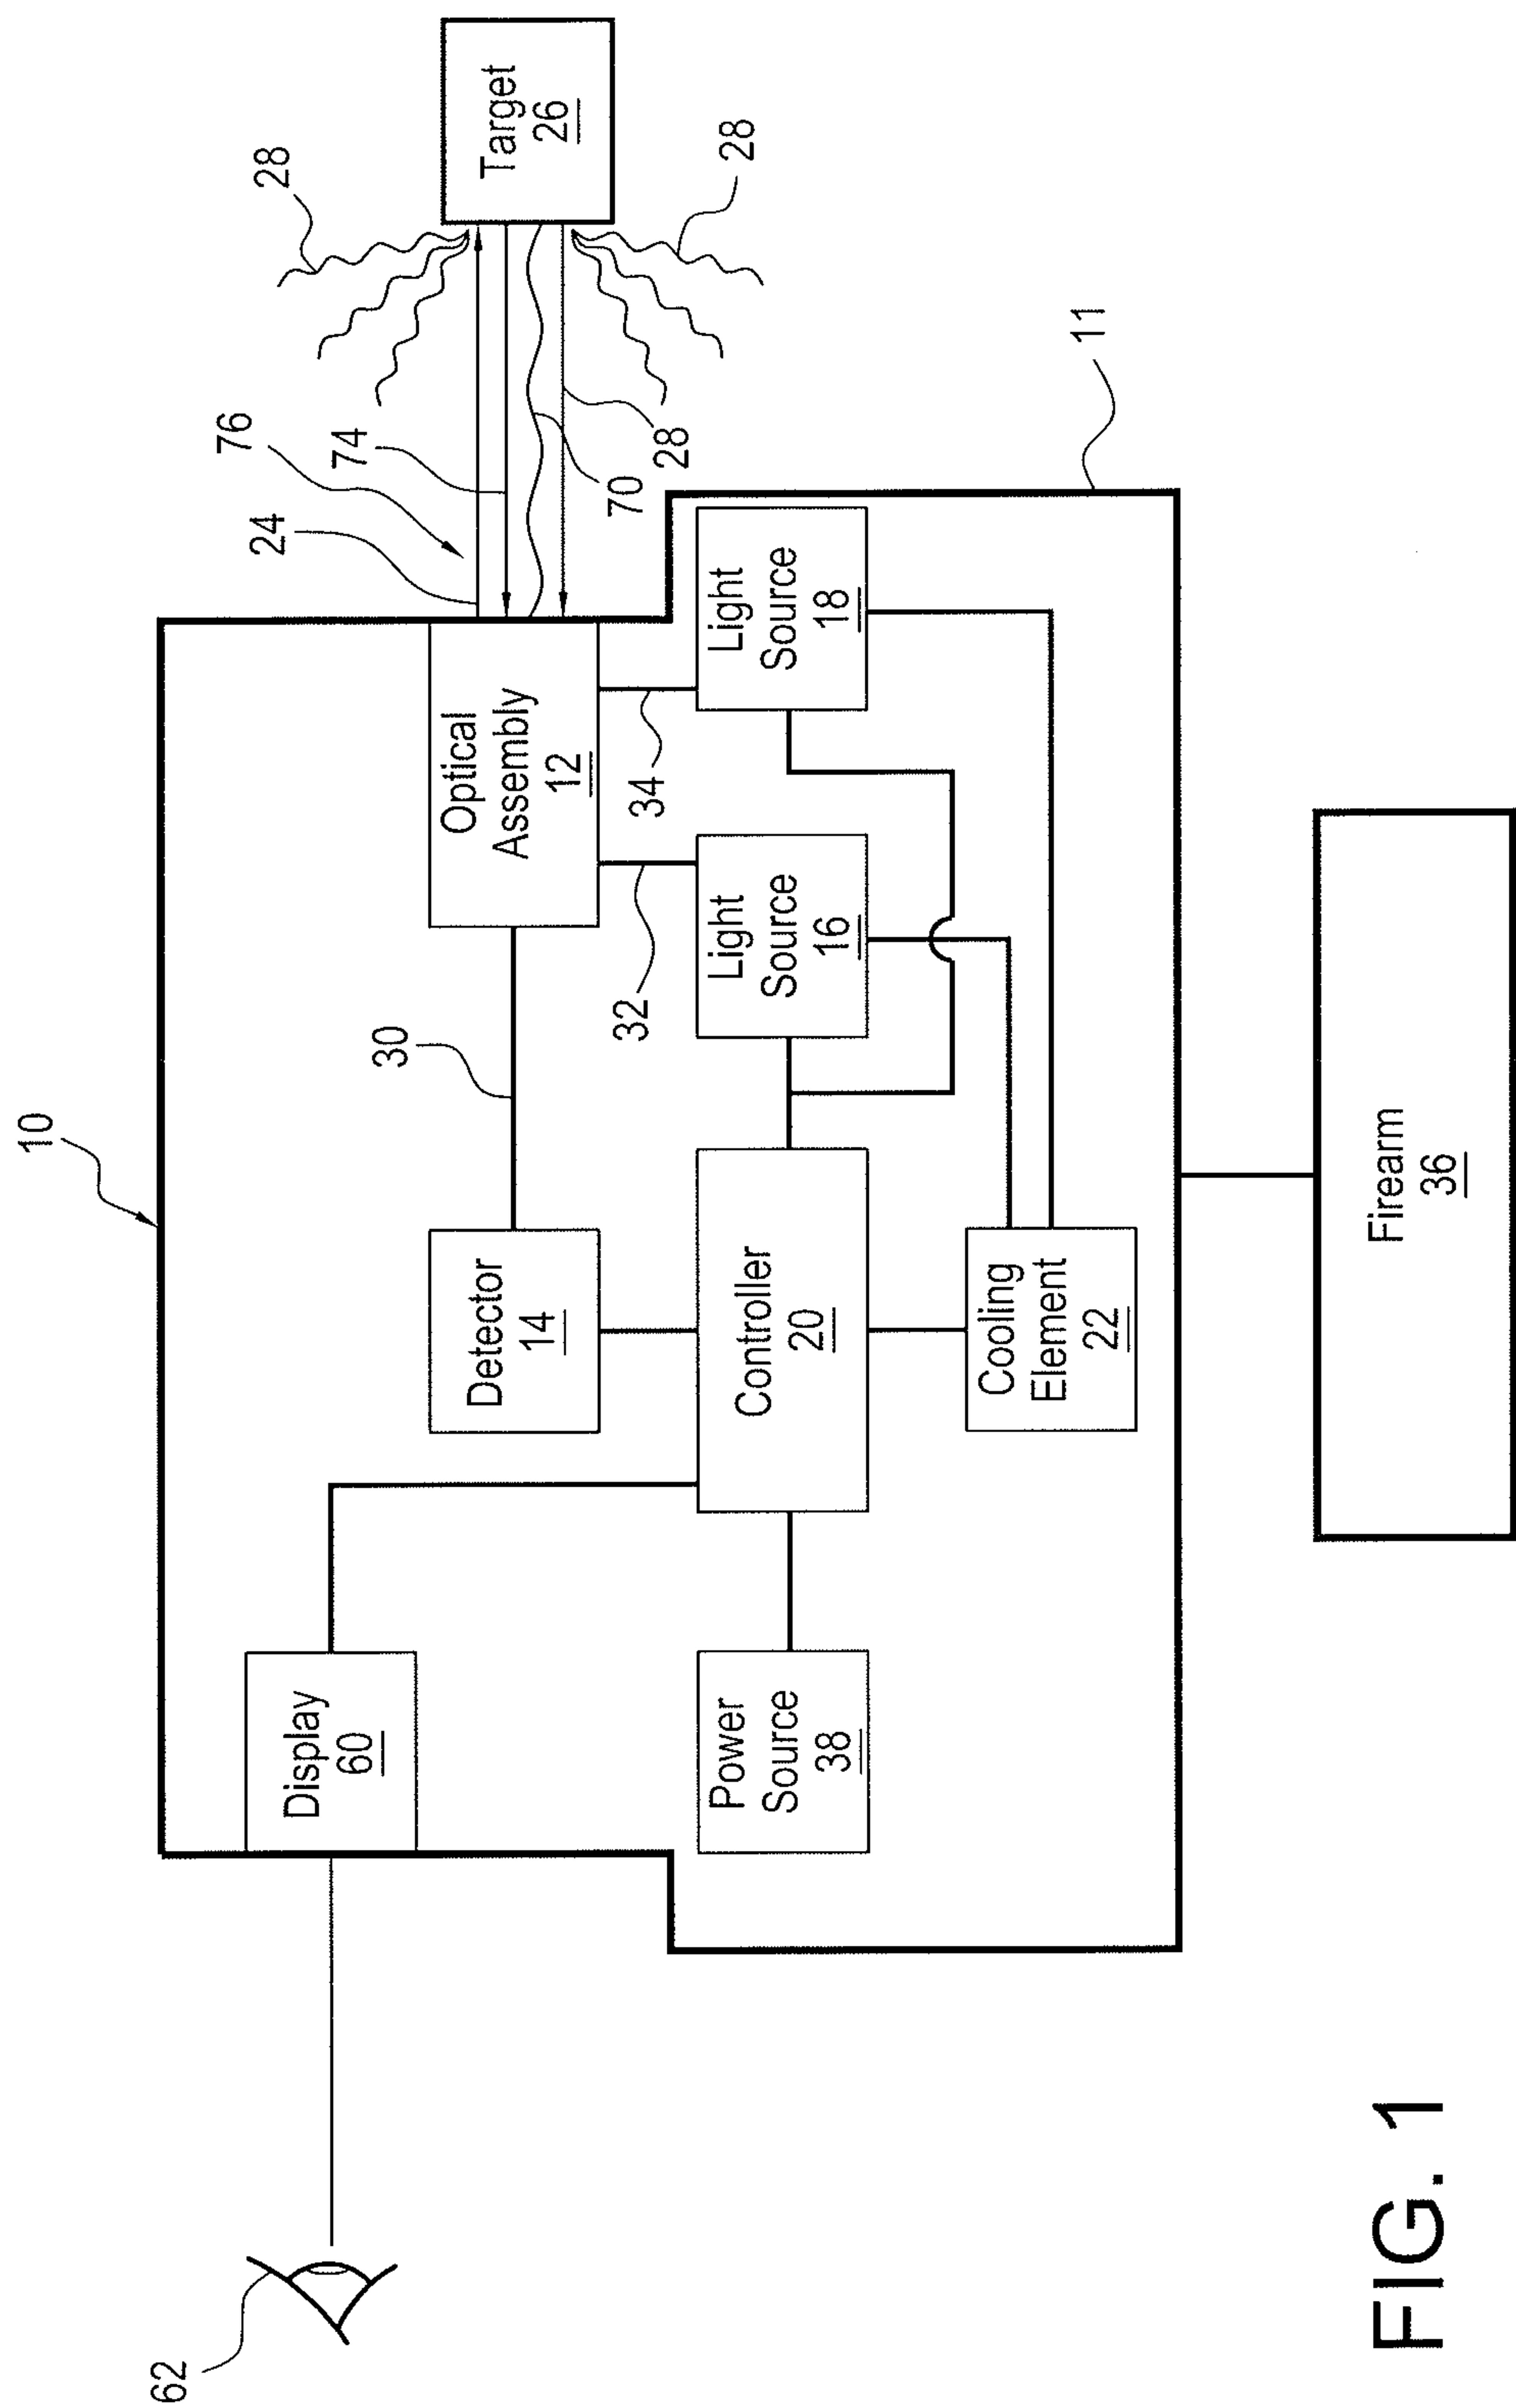 10
62
Display
60
Power
Source
38
Detector
14
Controller
20
Cooling
Element
22
30
32
34
Optical
Assembly
12
Light
Source
16
Light
Source
18
24
76
74
70
28
28
28
Target
26
11
Firearm
36
FIG. 1